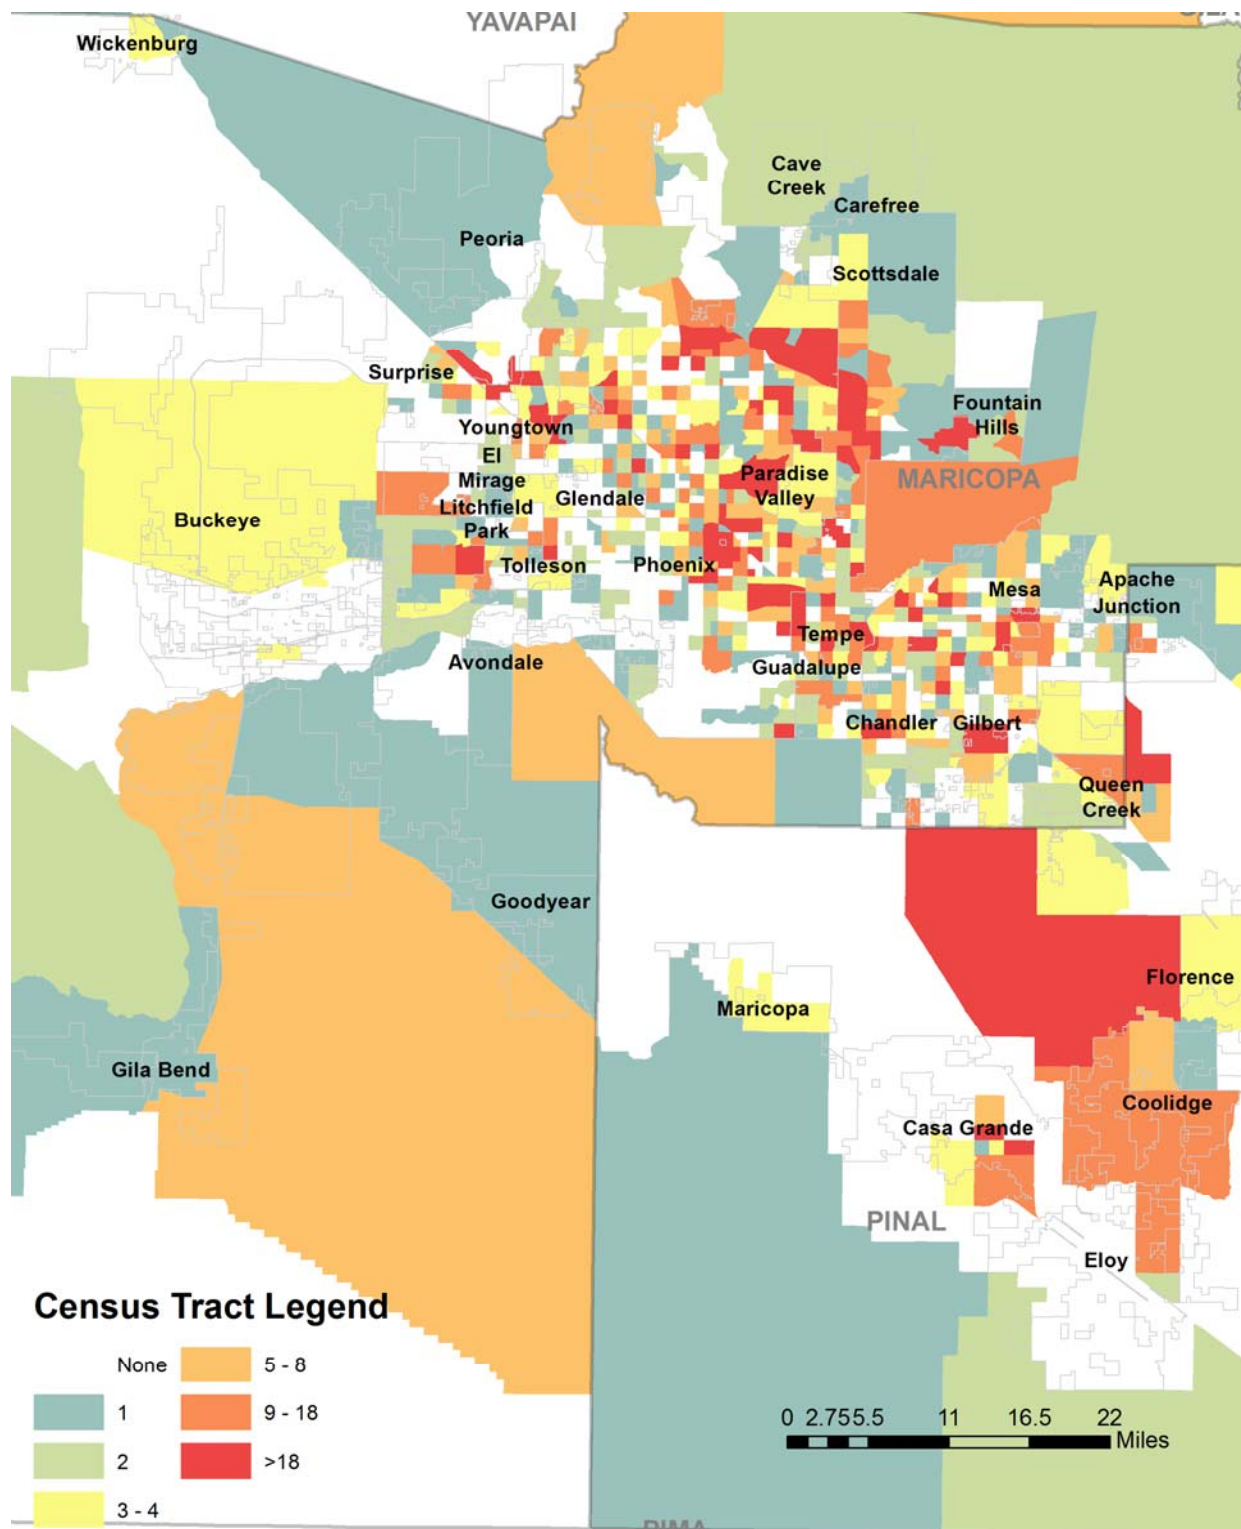 YAVAPAI
Wickenburg
Cave
Creek
Carefree
Peoria
Scottsdale
Surprise
Fountain
Hills
Youngtown
El
Mirage
Paradise
Valley
MARICOPA
Glendale
Litchfield
Park
Buckeye
Tolleson
Phoenix
Mesa
Apache
Junction
Tempe
Avondale
Guadalupe
Chandler
Gilbert
Queen
Creek
Goodyear
Florence
Maricopa
Gila Bend
Coolidge
Casa Grande
PINAL
Eloy
Census Tract Legend
None
5 - 8
1
9 - 18
2
>18
3 - 4
0 2.75 5.5 11 16.5 22
Miles